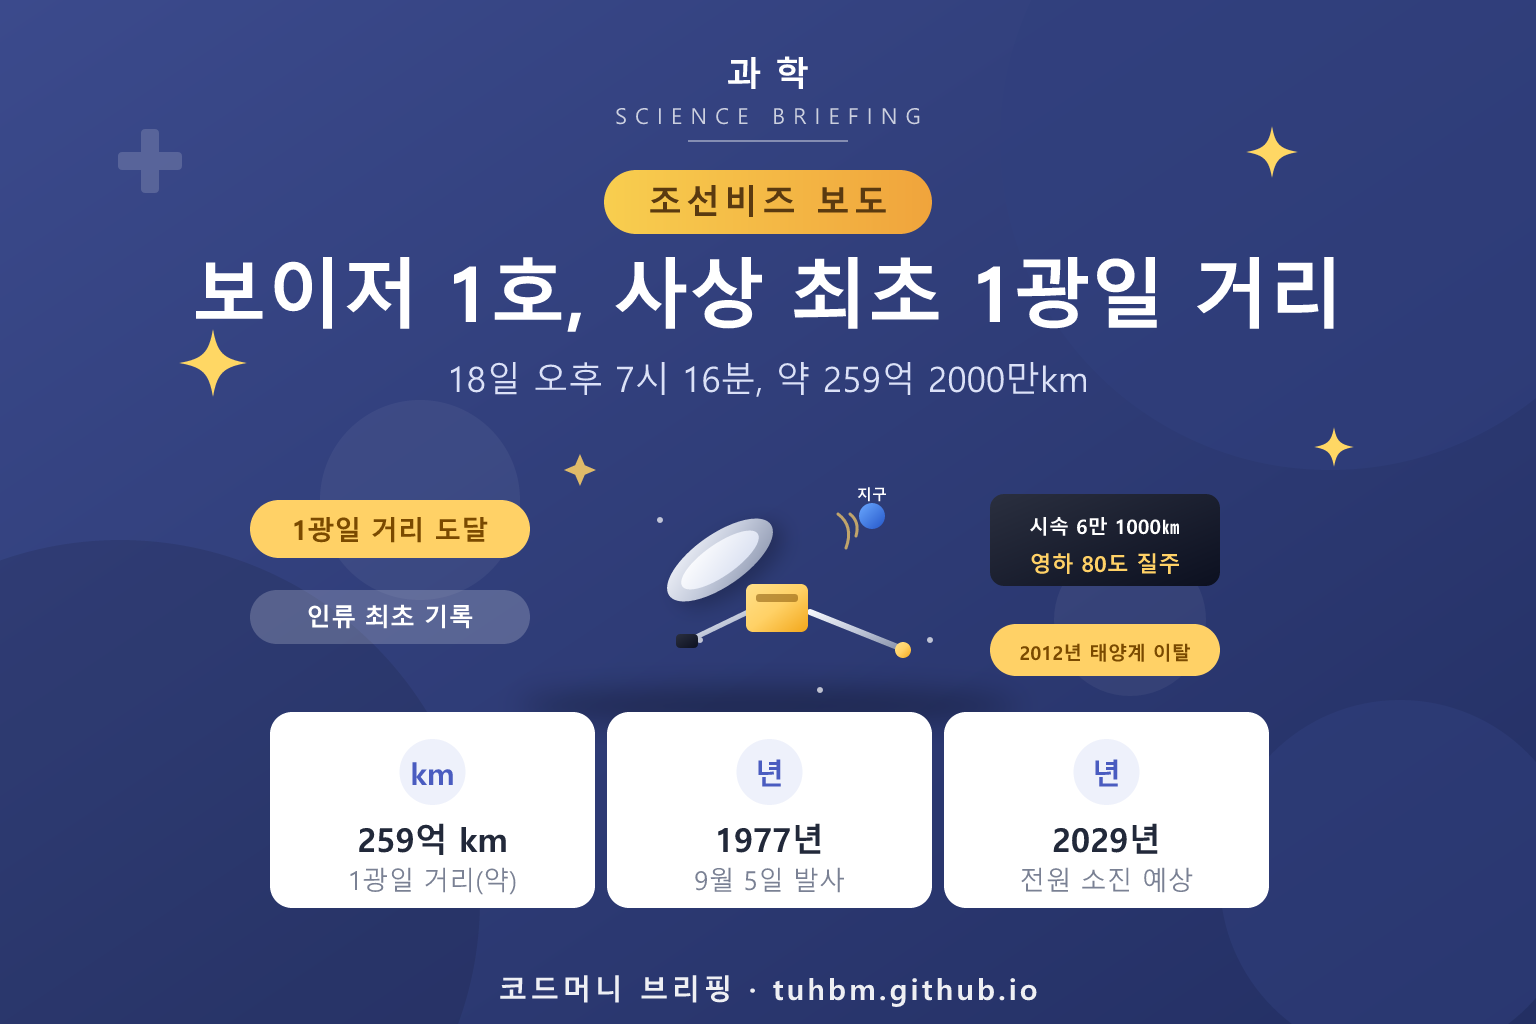 과학
SCIENCE BRIEFING
조선비즈 보도
보이저 1호, 사상 최초 1광일 거리
18일 오후 7시 16분, 약 259억 2000만km
지구
1광일 거리 도달
인류 최초 기록
시속 6만 1000㎞
영하 80도 질주
2012년 태양계 이탈
km
259억 km
1광일 거리(약)
년
1977년
9월 5일 발사
년
2029년
전원 소진 예상
코드머니 브리핑 · tuhbm.github.io